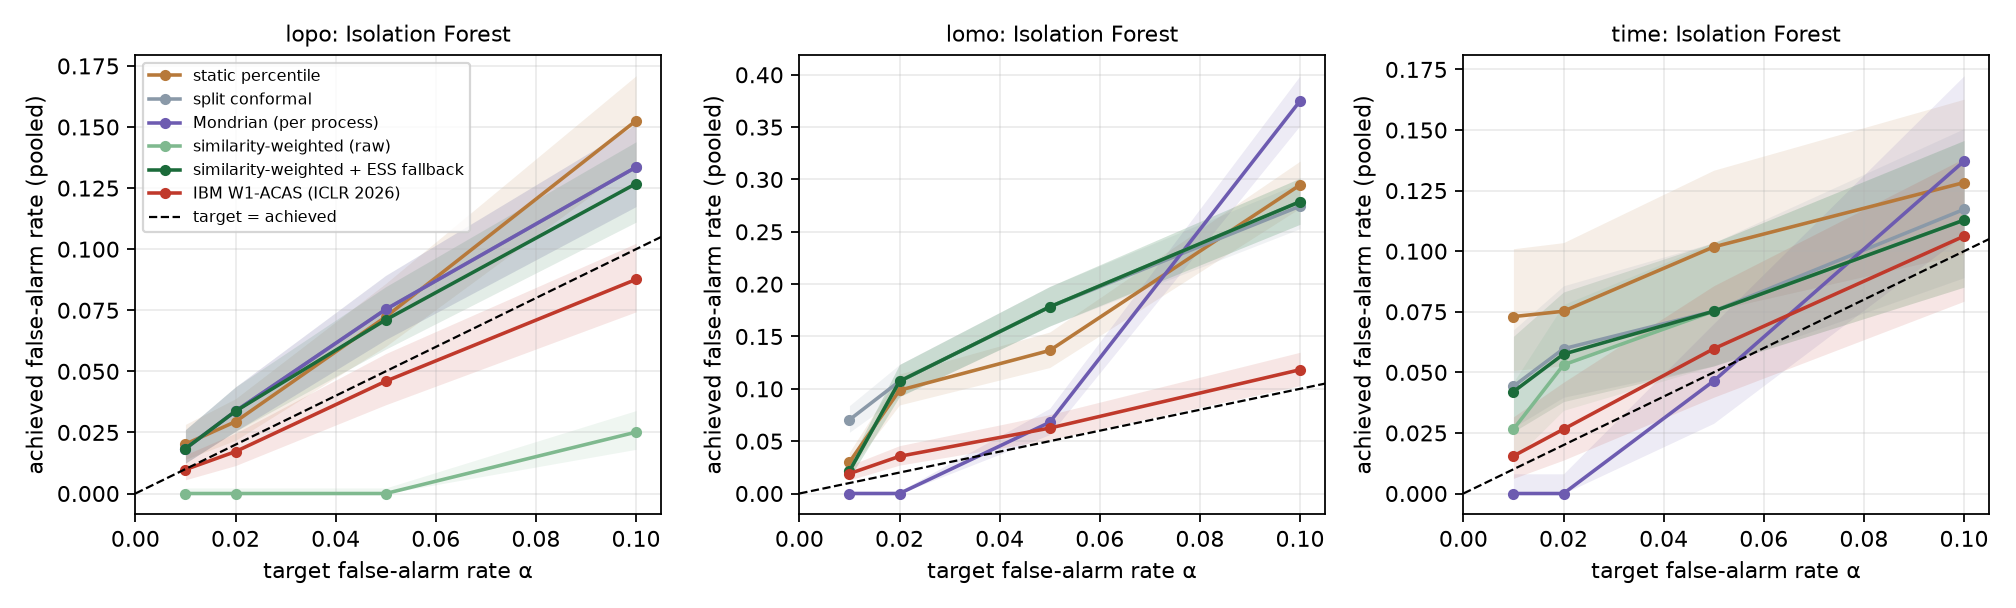 lopo: Isolation Forest
achieved false-alarm rate (pooled)
0.175
0.150
0.125
0.100
0.075
0.050
0.025
0.000
static percentile
split conformal
Mondrian (per process)
similarity-weighted (raw)
similarity-weighted + ESS fallback
IBM W1-ACAS (ICLR 2026)
target = achieved
0.00 0.02 0.04 0.06 0.08 0.10
target false-alarm rate α
lomo: Isolation Forest
achieved false-alarm rate (pooled)
0.40
0.35
0.30
0.25
0.20
0.15
0.10
0.05
0.00
0.00 0.02 0.04 0.06 0.08 0.10
target false-alarm rate α
time: Isolation Forest
achieved false-alarm rate (pooled)
0.175
0.150
0.125
0.100
0.075
0.050
0.025
0.000
0.00 0.02 0.04 0.06 0.08 0.10
target false-alarm rate α